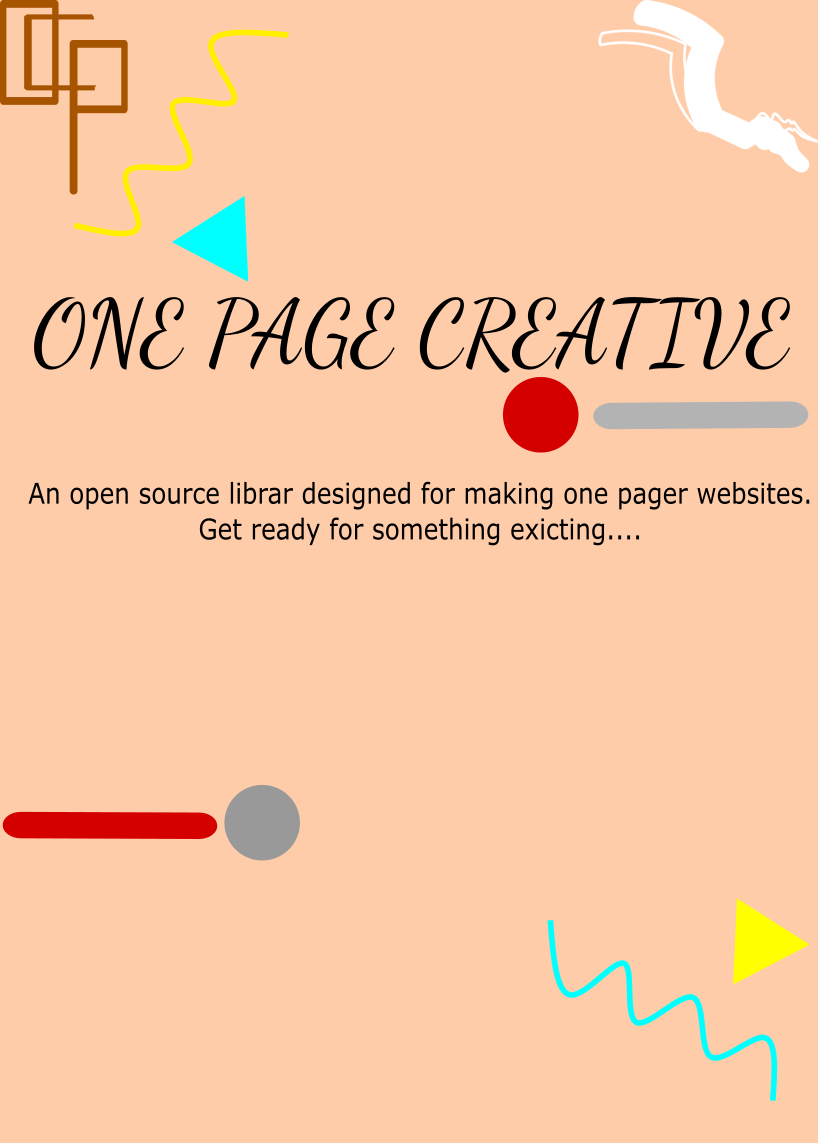 ONE PAGE CREATIVE
An open source librar designed for making one pager websites.
Get ready for something exicting....